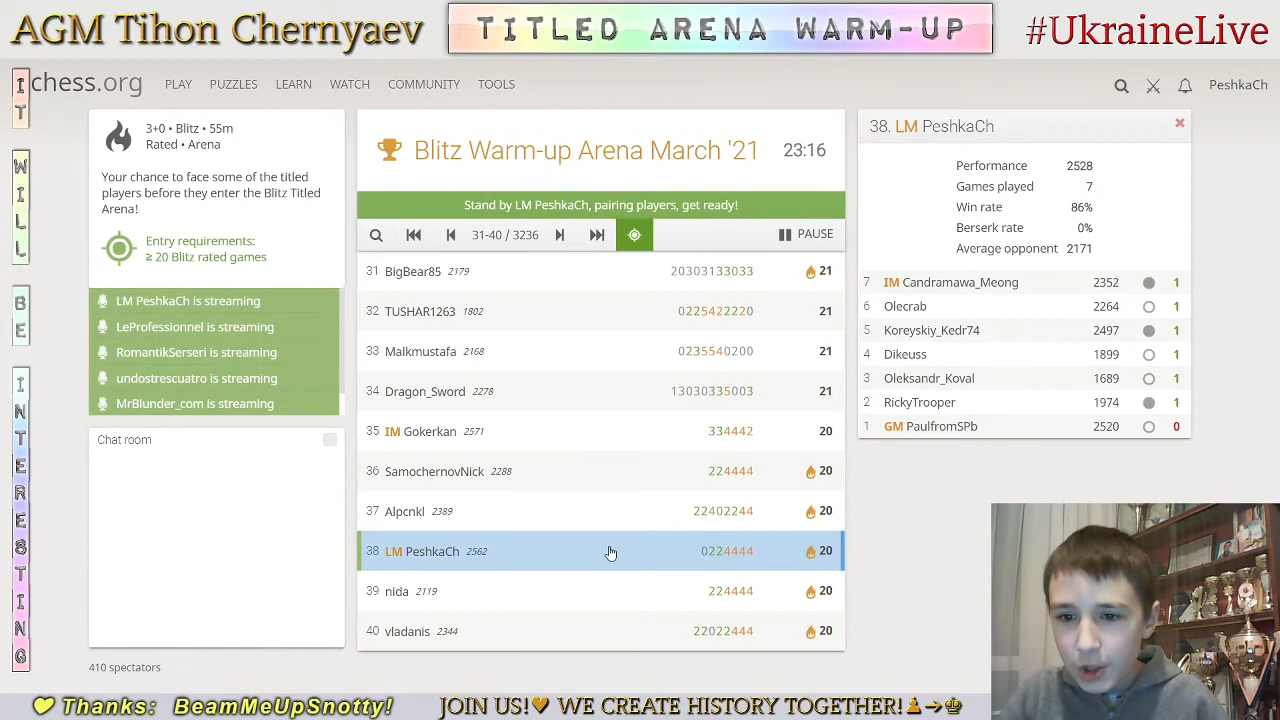 AGM Tihon Chernyaev
TITLED ARENA WARM-UP
#UkraineLive
IT WILL BE INTERESTING
chess.org
PLAY PUZZLES LEARN WATCH COMMUNITY TOOLS
PeshkaCh
3+0 • Blitz • 55m
Rated • Arena
Your chance to face some of the titled
players before they enter the Blitz Titled
Arena!
Entry requirements:
≥ 20 Blitz rated games
LM PeshkaCh is streaming
LeProfessionnel is streaming
RomantikSerseri is streaming
undostrescuatro is streaming
MrBlunder_com is streaming
Chat room
410 spectators
Blitz Warm-up Arena March '21 23:16
Stand by LM PeshkaCh, pairing players, get ready!
31-40 / 3236 PAUSE
31 BigBear85 2179 20303133033 21
32 TUSHAR1263 1802 0225422220 21
33 Malkmustafa 2168 0235540200 21
34 Dragon_Sword 2278 13030335003 21
35 IM Gokerkan 2571 334442 20
36 SamochernovNick 2288 224444 20
37 Alpcnkl 2389 22402244 20
38 LM PeshkaCh 2562 0224444 20
39 nida 2119 224444 20
40 vladanis 2344 22022444 20
38. LM PeshkaCh
Performance 2528
Games played 7
Win rate 86%
Berserk rate 0%
Average opponent 2171
7 IM Candramawa_Meong 2352 1
6 Olecrab 2264 1
5 Koreyskiy_Kedr74 2497 1
4 Dikeuss 1899 1
3 Oleksandr_Koval 1689 1
2 RickyTrooper 1974 1
1 GM PaulfromSPb 2520 0
Thanks: BeamMeUpSnotty!
JOIN US! WE CREATE HISTORY TOGETHER!